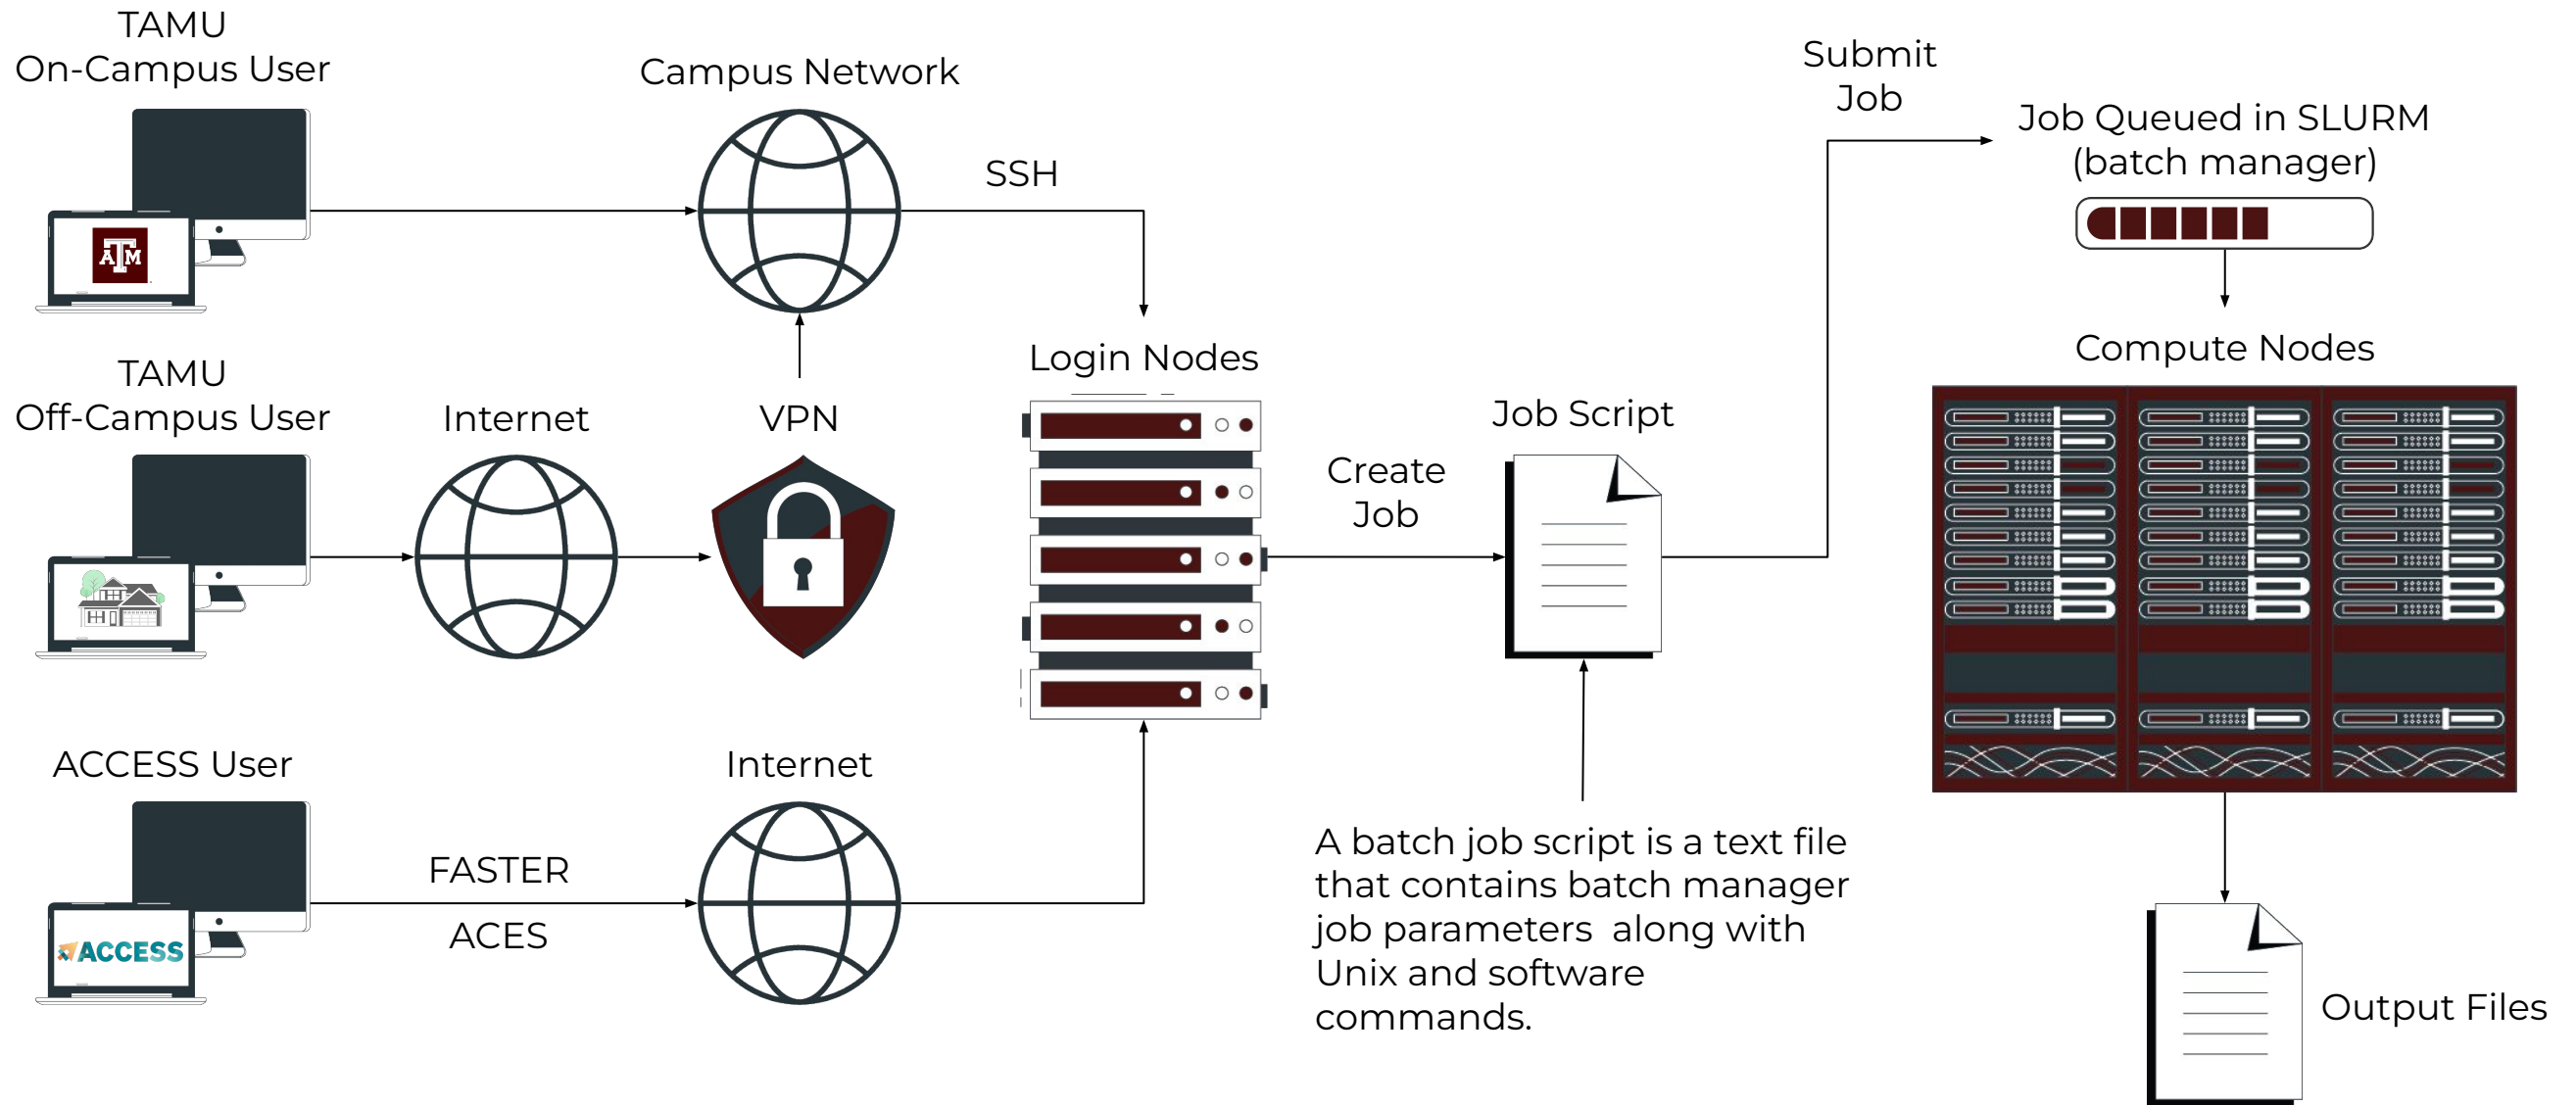 TAMU
On-Campus User
Campus Network
SSH
Submit
Job
Job Queued in SLURM
(batch manager)
ATM
TAMU
Off-Campus User
Internet
VPN
Login Nodes
Create
Job
Job Script
Compute Nodes
ACCESS User
FASTER
ACES
Internet
ACCESS
A batch job script is a text file
that contains batch manager
job parameters  along with
Unix and software
commands.
Output Files